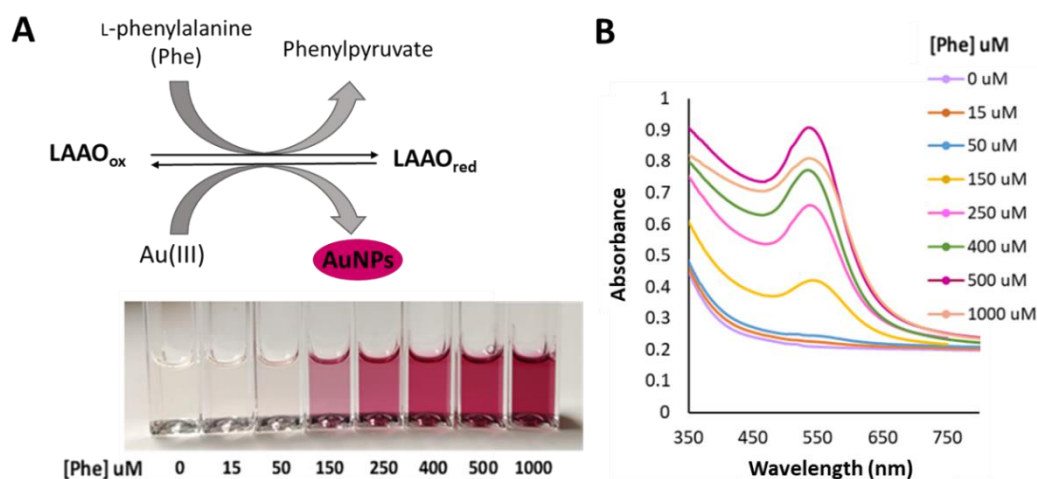 A
L-phenylalanine
(Phe)
Phenylpyruvate
LAAOox
LAAOred
Au(III)
AuNPs
[Phe] uM 0 15 50 150 250 400 500 1000
B
[Phe] uM
0 uM
15 uM
50 uM
150 uM
250 uM
400 uM
500 uM
1000 uM
Absorbance
1
0.9
0.8
0.7
0.6
0.5
0.4
0.3
0.2
0.1
0
350 450 550 650 750
Wavelength (nm)